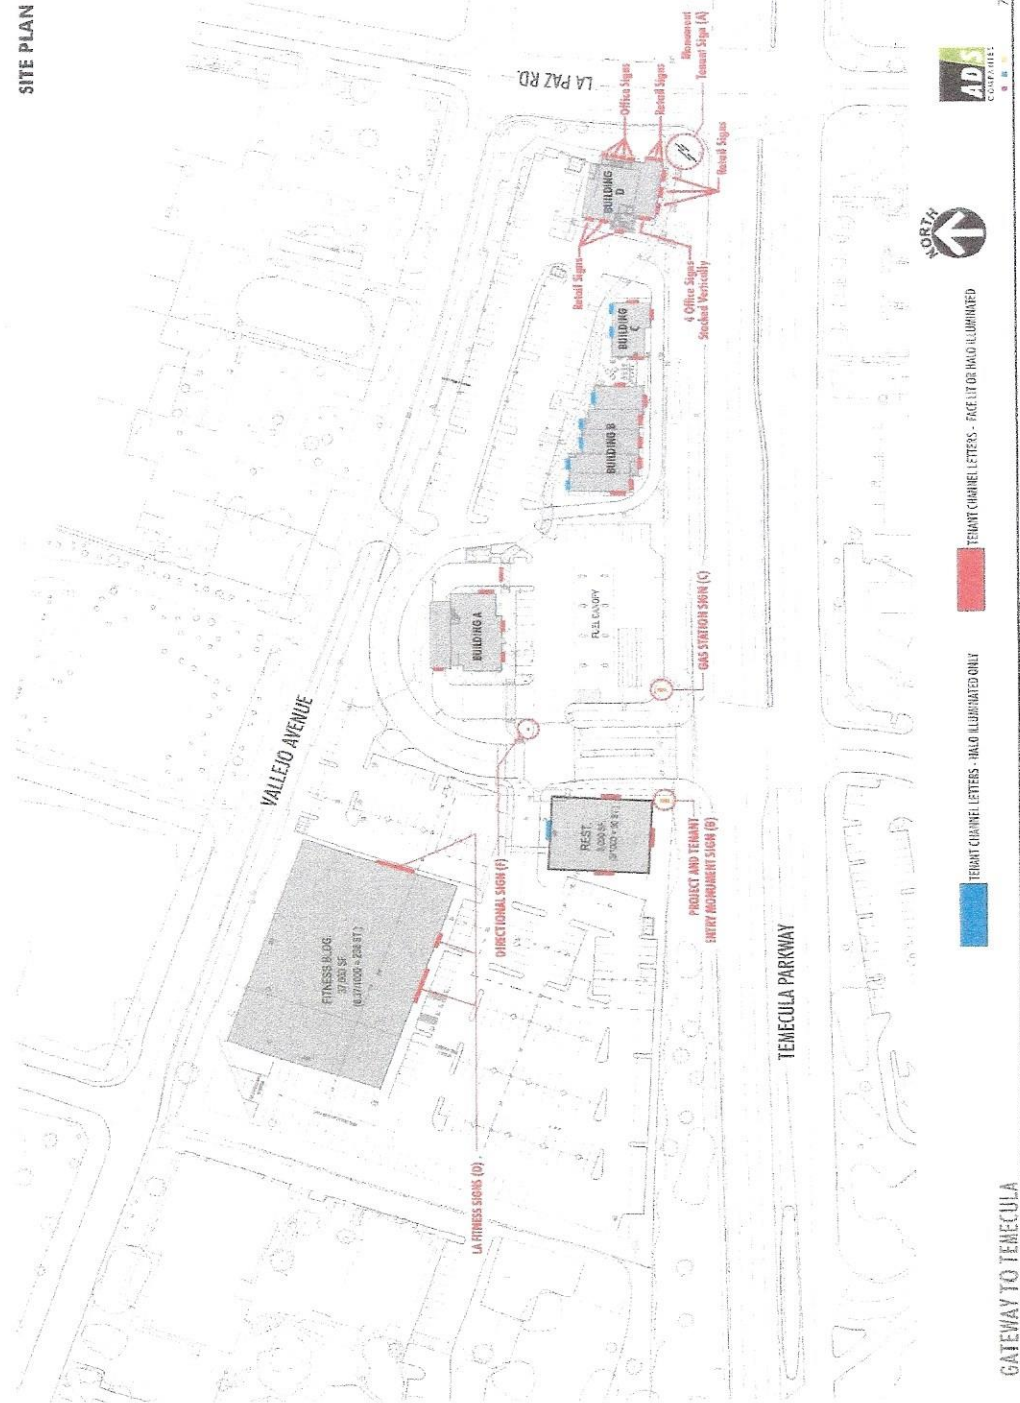 SITE PLAN
LA PAZ RD.
VALLEJO AVENUE
TEMECULA PARKWAY
Office Signs
Retail Signs
Monument
Tenant Sign (A)
Retail Signs
Retail Signs
4 Office Signs
Stacked Vertically
BUILDING
D
BUILDING
C
BUILDING B
BUILDING A
FUEL CANOPY
GAS STATION SIGN (C)
DIRECTIONAL SIGN (F)
PROJECT AND TENANT
ENTRY MONUMENT SIGN (B)
REST.
FITNESS BLDG
LA FITNESS SIGNS (D)
TENANT CHANNEL LETTERS - HALO ILLUMINATED ONLY
TENANT CHANNEL LETTERS - FACE LIT OR HALO ILLUMINATED
NORTH
ADS
COMPANIES
GATEWAY TO TEMECULA
7